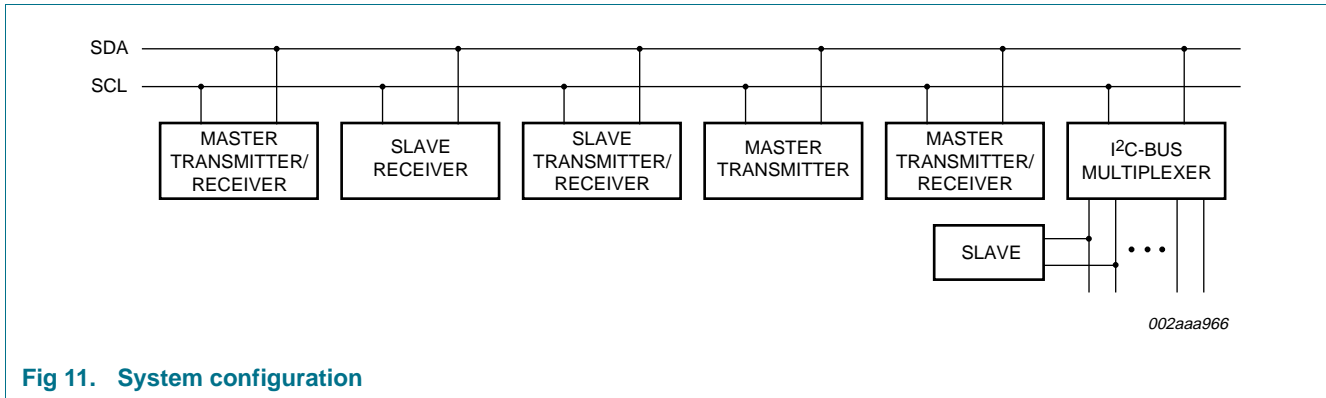 SDA
SCL
MASTER
TRANSMITTER/
RECEIVER
SLAVE
RECEIVER
SLAVE
TRANSMITTER/
RECEIVER
MASTER
TRANSMITTER
MASTER
TRANSMITTER/
RECEIVER
I2C-BUS
MULTIPLEXER
SLAVE
002aaa966
Fig 11. System configuration